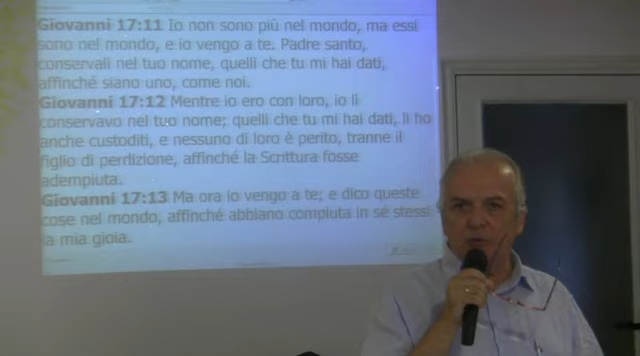 Giovanni 17:11 Io non sono più nel mondo, ma essi
sono nel mondo, e io vengo a te. Padre santo,
conservali nel tuo nome, quelli che tu mi hai dati,
affinché siano uno, come noi.
Giovanni 17:12 Mentre io ero con loro, io li
conservavo nel tuo nome; quelli che tu mi hai dati, li ho
anche custoditi, e nessuno di loro è perito, tranne il
figlio di perdizione, affinché la Scrittura fosse
adempiuta.
Giovanni 17:13 Ma ora io vengo a te; e dico queste
cose nel mondo, affinché abbiano compiuta in sé stessi
la mia gioia.